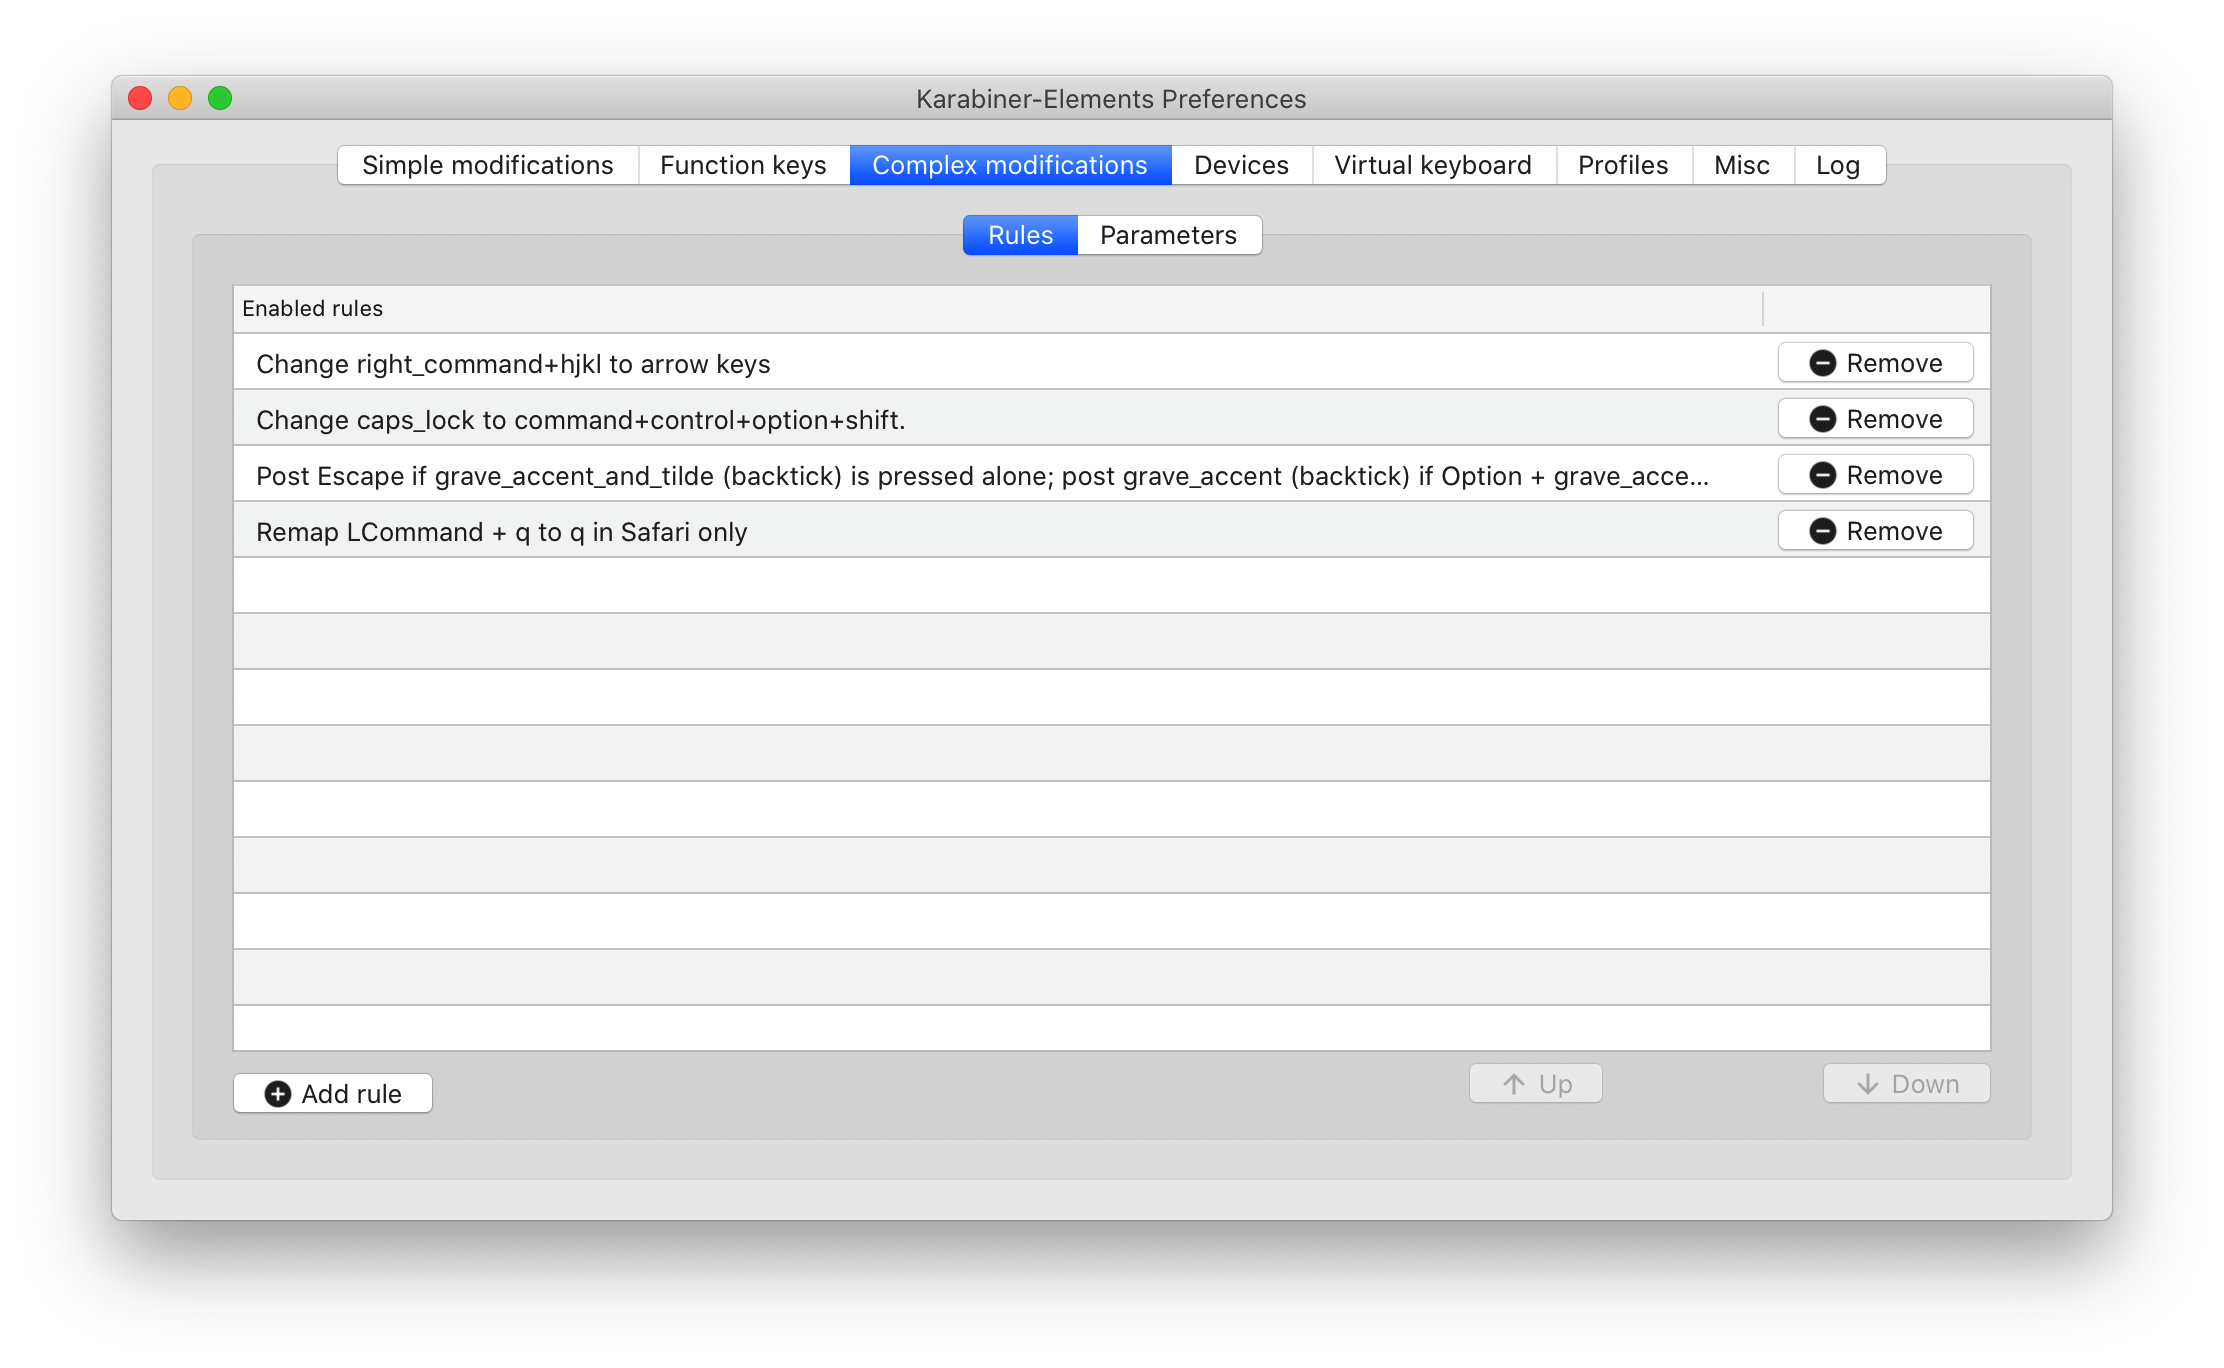 Karabiner-Elements Preferences
Simple modifications Function keys Complex modifications Devices Virtual keyboard Profiles Misc Log
Rules Parameters
Enabled rules
Change right_command+hjkl to arrow keys Remove
Change caps_lock to command+control+option+shift. Remove
Post Escape if grave_accent_and_tilde (backtick) is pressed alone; post grave_accent (backtick) if Option + grave_acce... Remove
Remap LCommand + q to q in Safari only Remove
Add rule Up Down